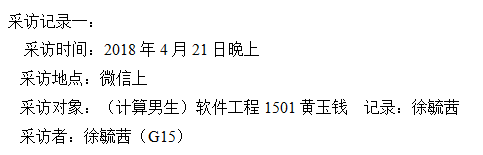 采访记录一：
采访时间：2018 年 4 月 21 日晚上
采访地点：微信上
采访对象：（计算男生）软件工程 1501 黄玉钱 记录：徐毓茜
采访者：徐毓茜（G15）